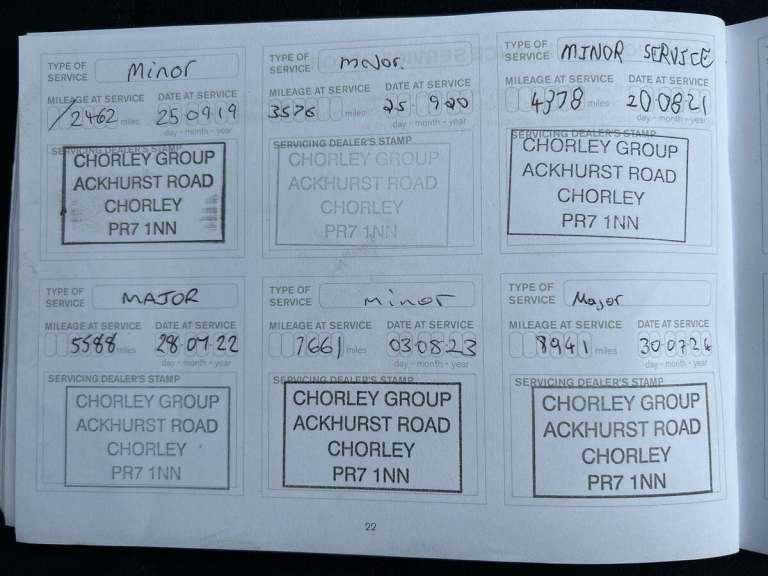 TYPE OF SERVICE Minor
MILEAGE AT SERVICE DATE AT SERVICE
/2462 miles 25 09 19
day • month • year
SERVICING DEALER'S STAMP
CHORLEY GROUP
ACKHURST ROAD
CHORLEY
PR7 1NN
TYPE OF SERVICE major.
MILEAGE AT SERVICE DATE AT SERVICE
3576 miles 25 9 20
day • month • year
SERVICING DEALER'S STAMP
CHORLEY GROUP
ACKHURST ROAD
CHORLEY
PR7 1NN
TYPE OF SERVICE MINOR SERVICE
MILEAGE AT SERVICE DATE AT SERVICE
4378 miles 20 08 21
day • month • year
SERVICING DEALER'S STAMP
CHORLEY GROUP
ACKHURST ROAD
CHORLEY
PR7 1NN
TYPE OF SERVICE MAJOR
MILEAGE AT SERVICE DATE AT SERVICE
5588 miles 28 07 22
day • month • year
SERVICING DEALER'S STAMP
CHORLEY GROUP
ACKHURST ROAD
CHORLEY
PR7 1NN
TYPE OF SERVICE minor
MILEAGE AT SERVICE DATE AT SERVICE
7661 miles 03 08 23
day • month • year
SERVICING DEALER'S STAMP
CHORLEY GROUP
ACKHURST ROAD
CHORLEY
PR7 1NN
TYPE OF SERVICE Major
MILEAGE AT SERVICE DATE AT SERVICE
8941 miles 30 07 24
day • month • year
SERVICING DEALER'S STAMP
CHORLEY GROUP
ACKHURST ROAD
CHORLEY
PR7 1NN
22